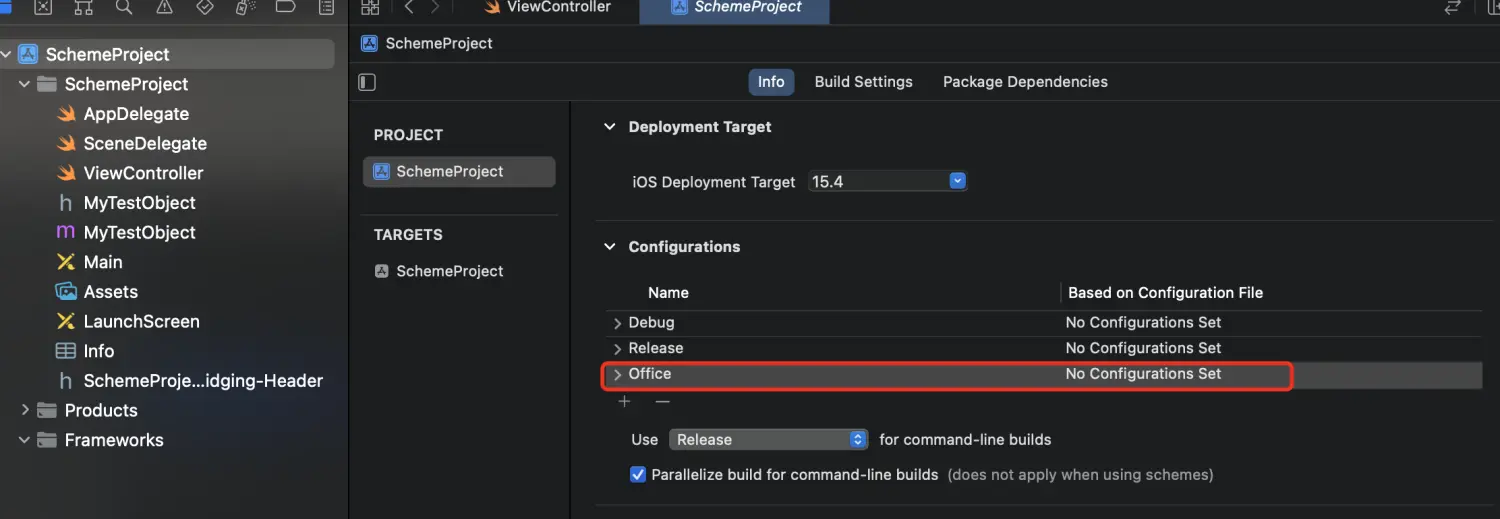 ViewController
SchemeProject
SchemeProject
SchemeProject
AppDelegate
SceneDelegate
ViewController
h MyTestObject
m MyTestObject
Main
Assets
LaunchScreen
Info
h SchemeProje...idging-Header
Products
Frameworks
SchemeProject
Info Build Settings Package Dependencies
PROJECT
SchemeProject
TARGETS
SchemeProject
Deployment Target
iOS Deployment Target 15.4
Configurations
Name Based on Configuration File
Debug No Configurations Set
Release No Configurations Set
Office No Configurations Set
Use Release for command-line builds
Parallelize build for command-line builds (does not apply when using schemes)